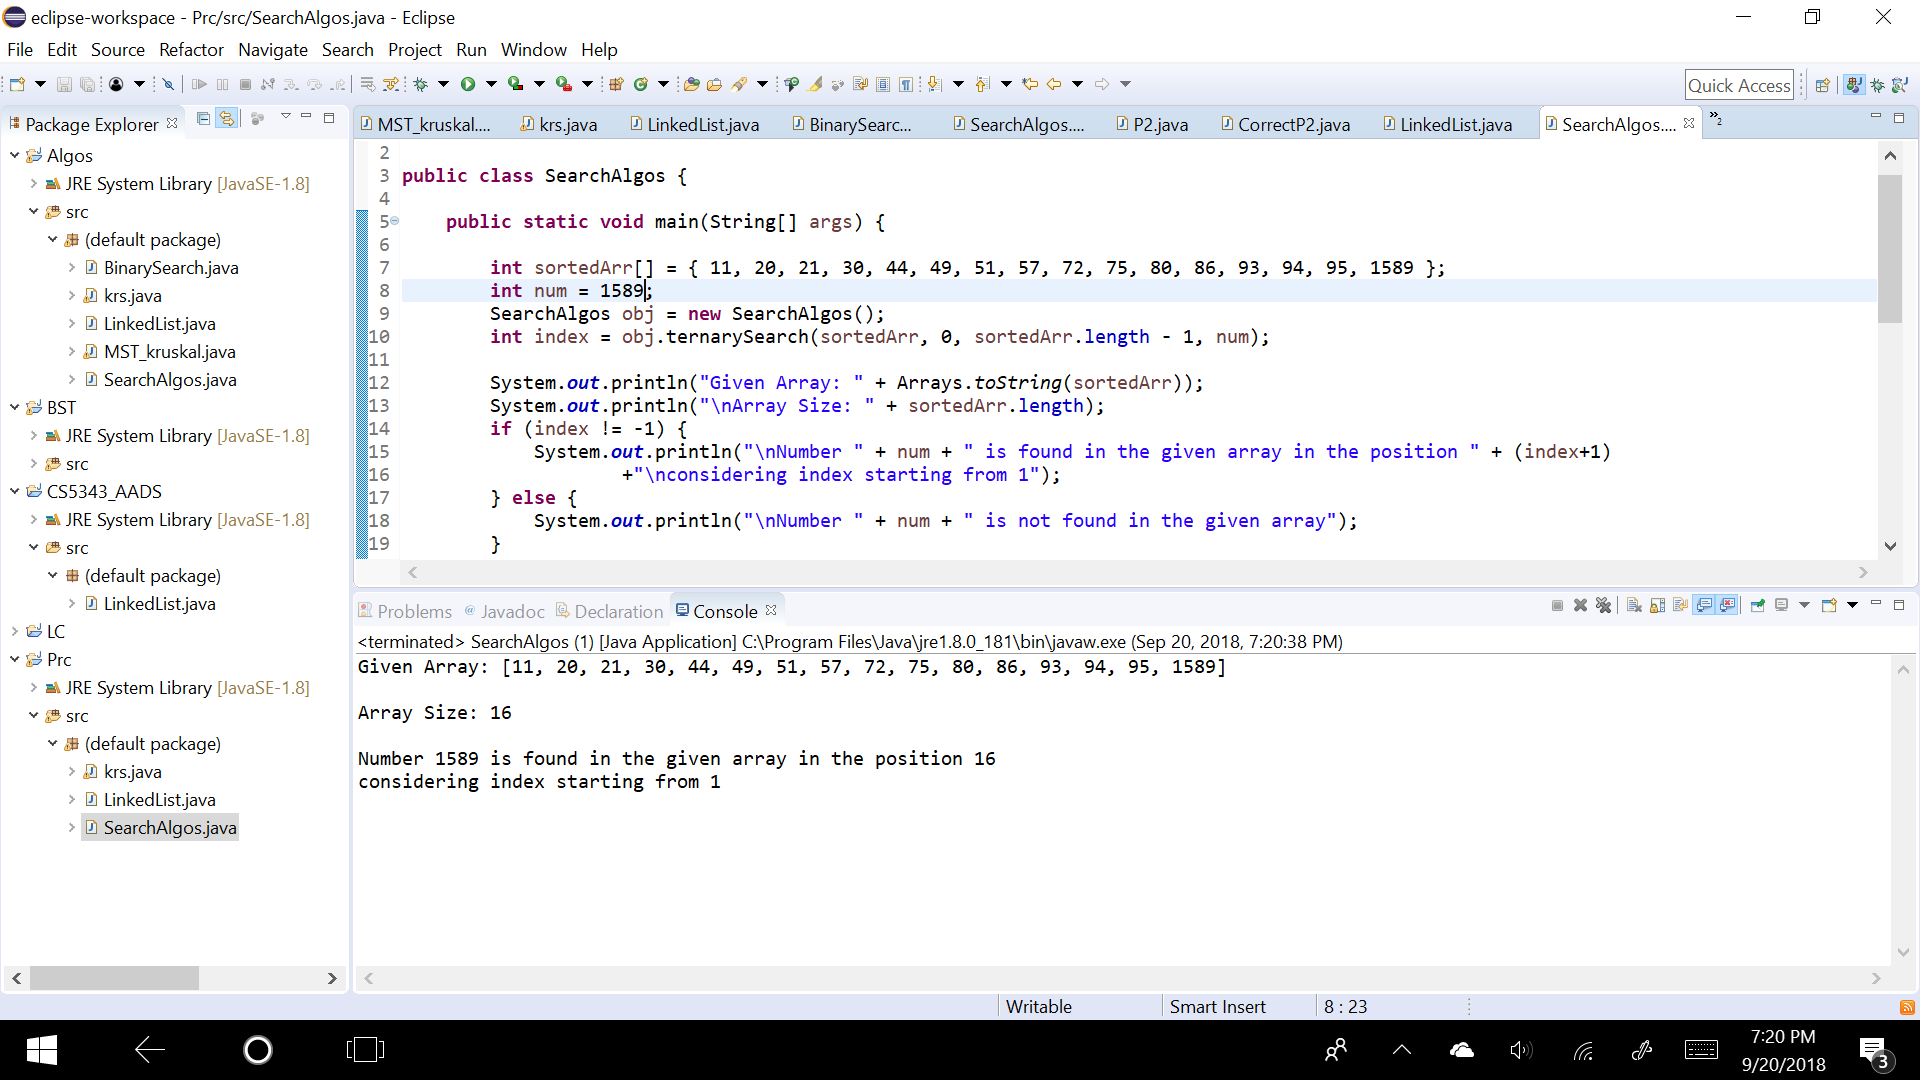 eclipse-workspace - Prc/src/SearchAlgos.java - Eclipse
File Edit Source Refactor Navigate Search Project Run Window Help
Quick Access
Package Explorer
Algos
JRE System Library [JavaSE-1.8]
src
(default package)
BinarySearch.java
krs.java
LinkedList.java
MST_kruskal.java
SearchAlgos.java
BST
JRE System Library [JavaSE-1.8]
src
CS5343_AADS
JRE System Library [JavaSE-1.8]
src
(default package)
LinkedList.java
LC
Prc
JRE System Library [JavaSE-1.8]
src
(default package)
krs.java
LinkedList.java
SearchAlgos.java
MST_kruskal.... krs.java LinkedList.java BinarySearc... SearchAlgos.... P2.java CorrectP2.java LinkedList.java SearchAlgos.... »2
2
3 public class SearchAlgos {
4
5 public static void main(String[] args) {
6
7 int sortedArr[] = { 11, 20, 21, 30, 44, 49, 51, 57, 72, 75, 80, 86, 93, 94, 95, 1589 };
8 int num = 1589;
9 SearchAlgos obj = new SearchAlgos();
10 int index = obj.ternarySearch(sortedArr, 0, sortedArr.length - 1, num);
11
12 System.out.println("Given Array: " + Arrays.toString(sortedArr));
13 System.out.println("\nArray Size: " + sortedArr.length);
14 if (index != -1) {
15 System.out.println("\nNumber " + num + " is found in the given array in the position " + (index+1)
16 +"\nconsidering index starting from 1");
17 } else {
18 System.out.println("\nNumber " + num + " is not found in the given array");
19 }
Problems Javadoc Declaration Console
<terminated> SearchAlgos (1) [Java Application] C:\Program Files\Java\jre1.8.0_181\bin\javaw.exe (Sep 20, 2018, 7:20:38 PM)
Given Array: [11, 20, 21, 30, 44, 49, 51, 57, 72, 75, 80, 86, 93, 94, 95, 1589]
Array Size: 16
Number 1589 is found in the given array in the position 16
considering index starting from 1
Writable Smart Insert 8 : 23
7:20 PM
9/20/2018
3